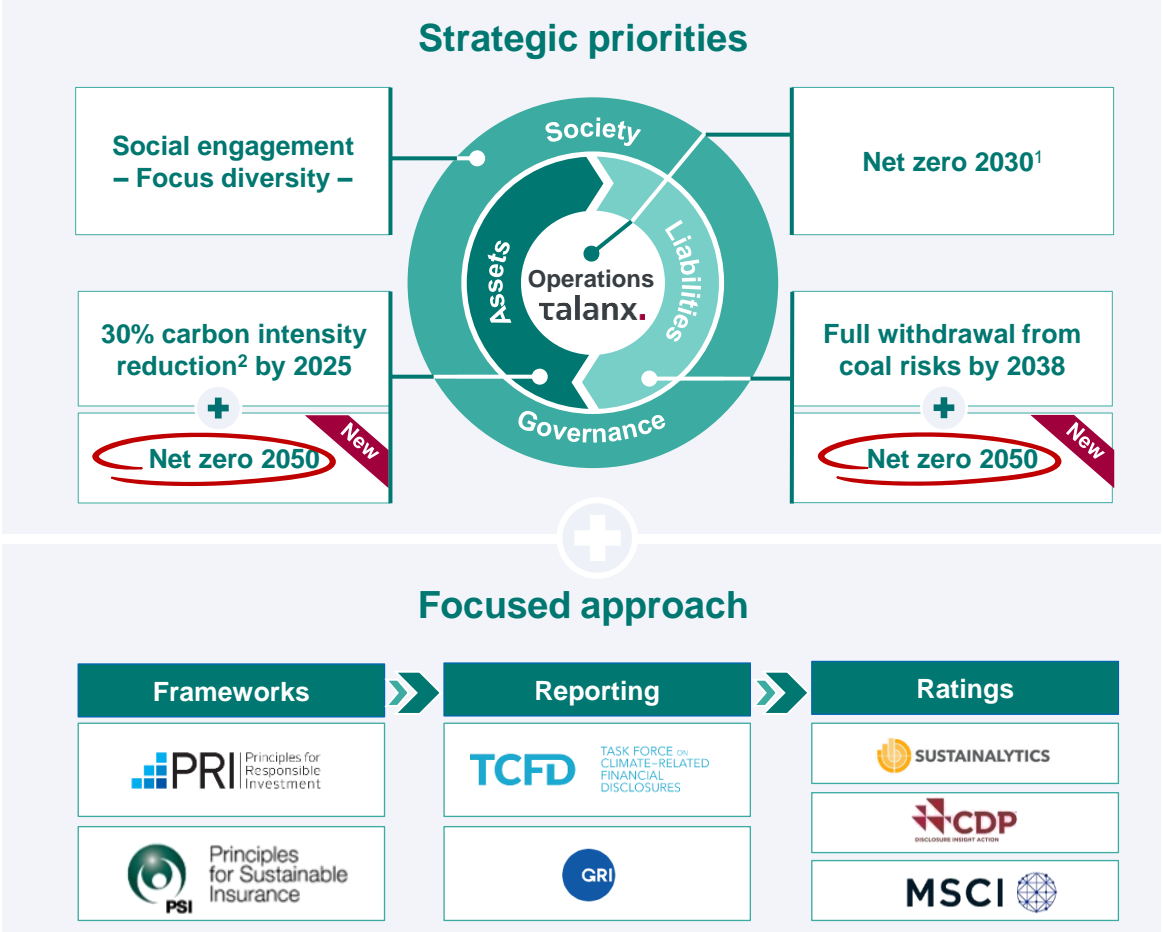 Strategic priorities
Social engagement
– Focus diversity –
Net zero 2030¹
Society
Assets
Liabilities
Operations
talanx.
Governance
30% carbon intensity
reduction² by 2025
Net zero 2050
New
Full withdrawal from
coal risks by 2038
Net zero 2050
New
Focused approach
Frameworks
Reporting
Ratings
PRI
Principles for
Responsible
Investment
PSI
Principles
for Sustainable
Insurance
TCFD
TASK FORCE ON
CLIMATE-RELATED
FINANCIAL
DISCLOSURES
GRI
SUSTAINALYTICS
CDP
DISCLOSURE INSIGHT ACTION
MSCI